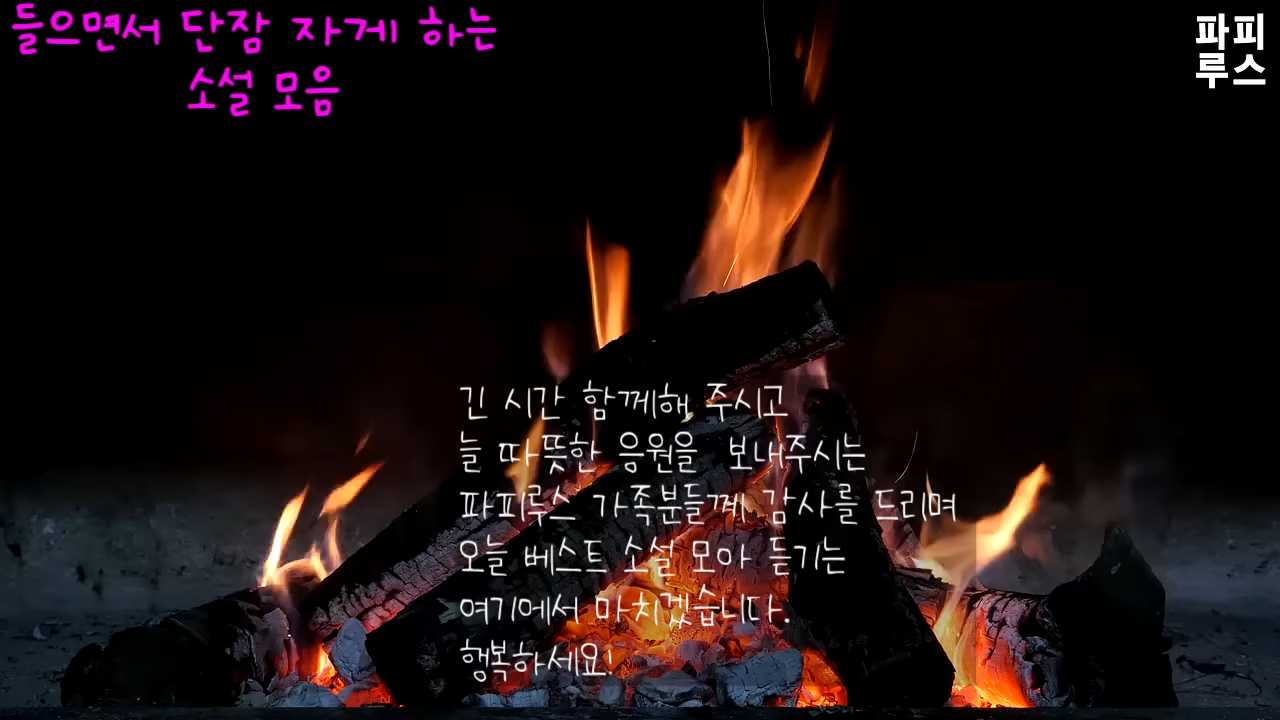 들으면서 단잠 자게 하는
소설 모음
파피
루스
긴 시간 함께해 주시고
늘 따뜻한 응원을 보내주시는
파피루스 가족분들께 감사를 드리며
오늘 베스트 소설 모아 듣기는
여기에서 마치겠습니다.
행복하세요!